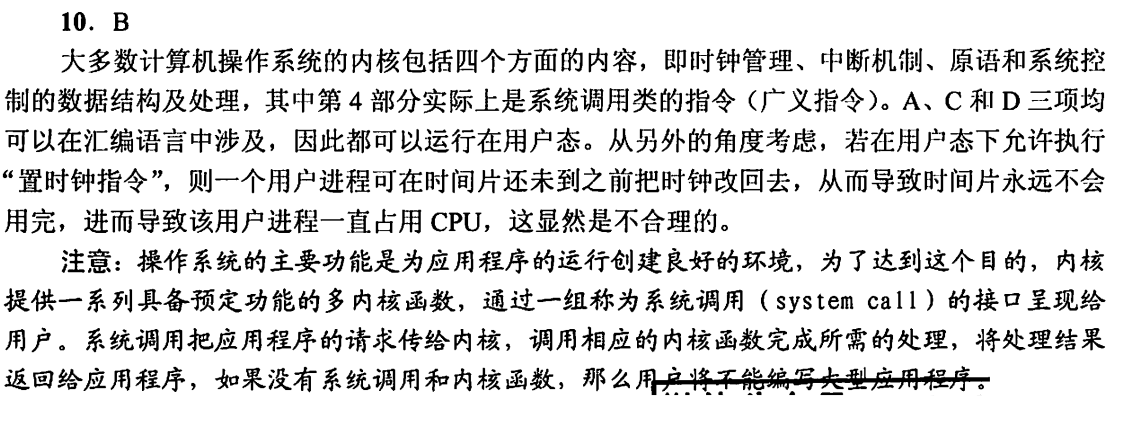 10. B
大多数计算机操作系统的内核包括四个方面的内容，即时钟管理、中断机制、原语和系统控
制的数据结构及处理，其中第 4 部分实际上是系统调用类的指令（广义指令）。A、C 和 D 三项均
可以在汇编语言中涉及，因此都可以运行在用户态。从另外的角度考虑，若在用户态下允许执行
“置时钟指令”，则一个用户进程可在时间片还未到之前把时钟改回去，从而导致时间片永远不会
用完，进而导致该用户进程一直占用 CPU，这显然是不合理的。
注意：操作系统的主要功能是为应用程序的运行创建良好的环境，为了达到这个目的，内核
提供一系列具备预定功能的多内核函数，通过一组称为系统调用（system call）的接口呈现给
用户。系统调用把应用程序的请求传给内核，调用相应的内核函数完成所需的处理，将处理结果
返回给应用程序，如果没有系统调用和内核函数，那么用户将不能编写大型应用程序。